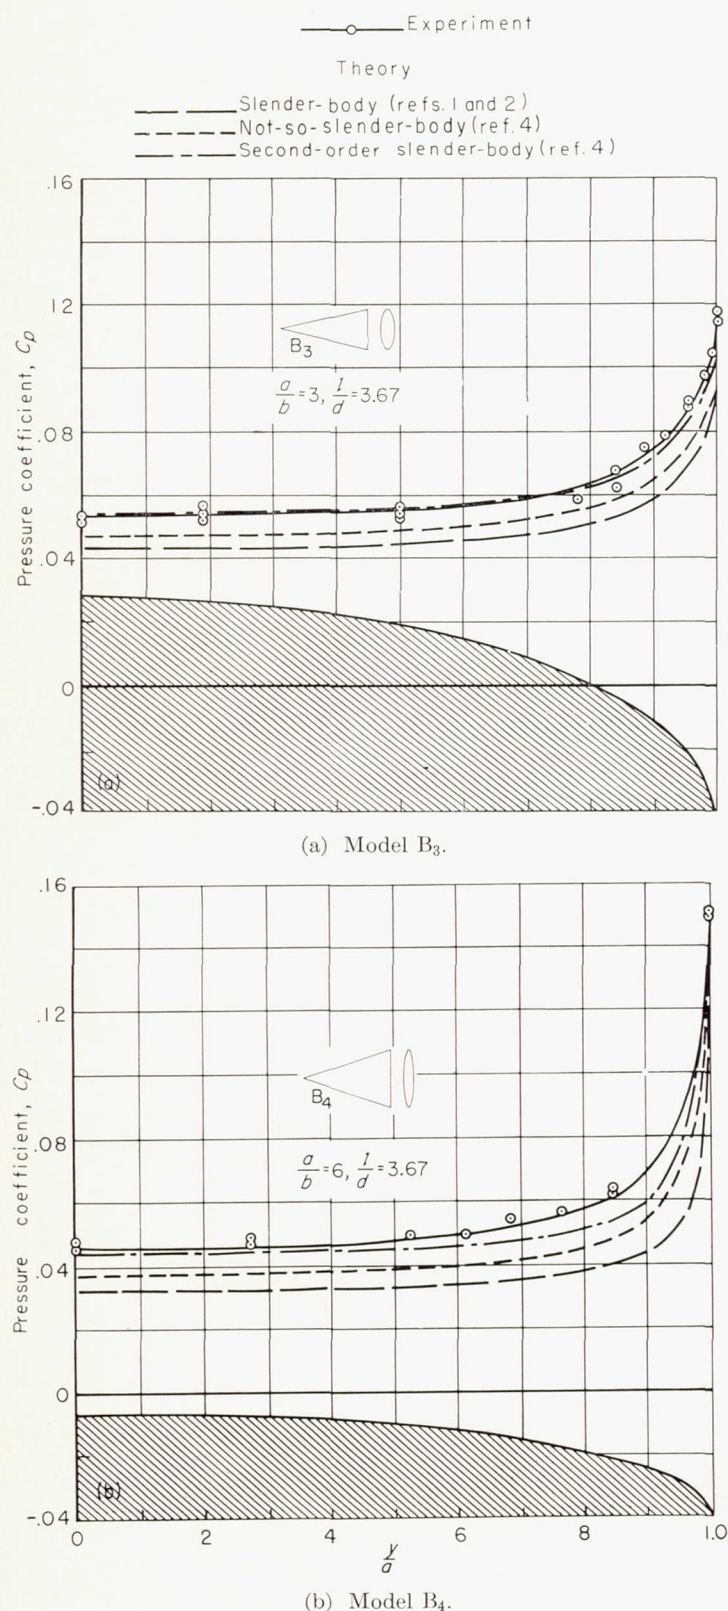 Experiment
Theory
Slender-body (refs. 1 and 2)
Not-so-slender-body (ref. 4)
Second-order slender-body (ref. 4)
.16
.12
.08
.04
0
-.04
Pressure coefficient, Cp
B3
a/b = 3, l/d = 3.67
(a)
(a) Model B3.
.16
.12
.08
.04
0
-.04
Pressure coefficient, Cp
B4
a/b = 6, l/d = 3.67
(b)
0 2 4 6 8 1.0
y/a
(b) Model B4.